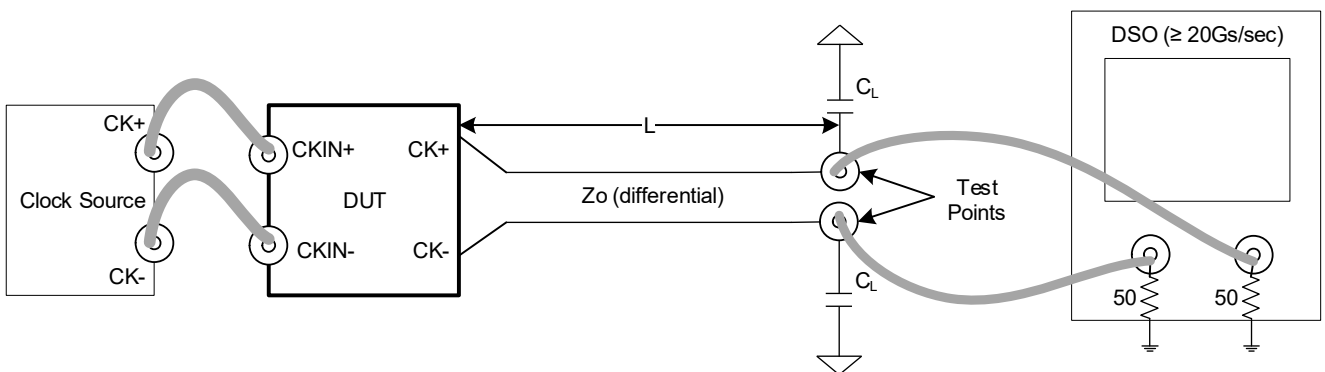 DSO (≥ 20Gs/sec)
CL
CK+
L
CKIN+
CK+
Clock Source
DUT
Zo (differential)
Test
Points
CKIN-
CK-
CK-
CL
50
50